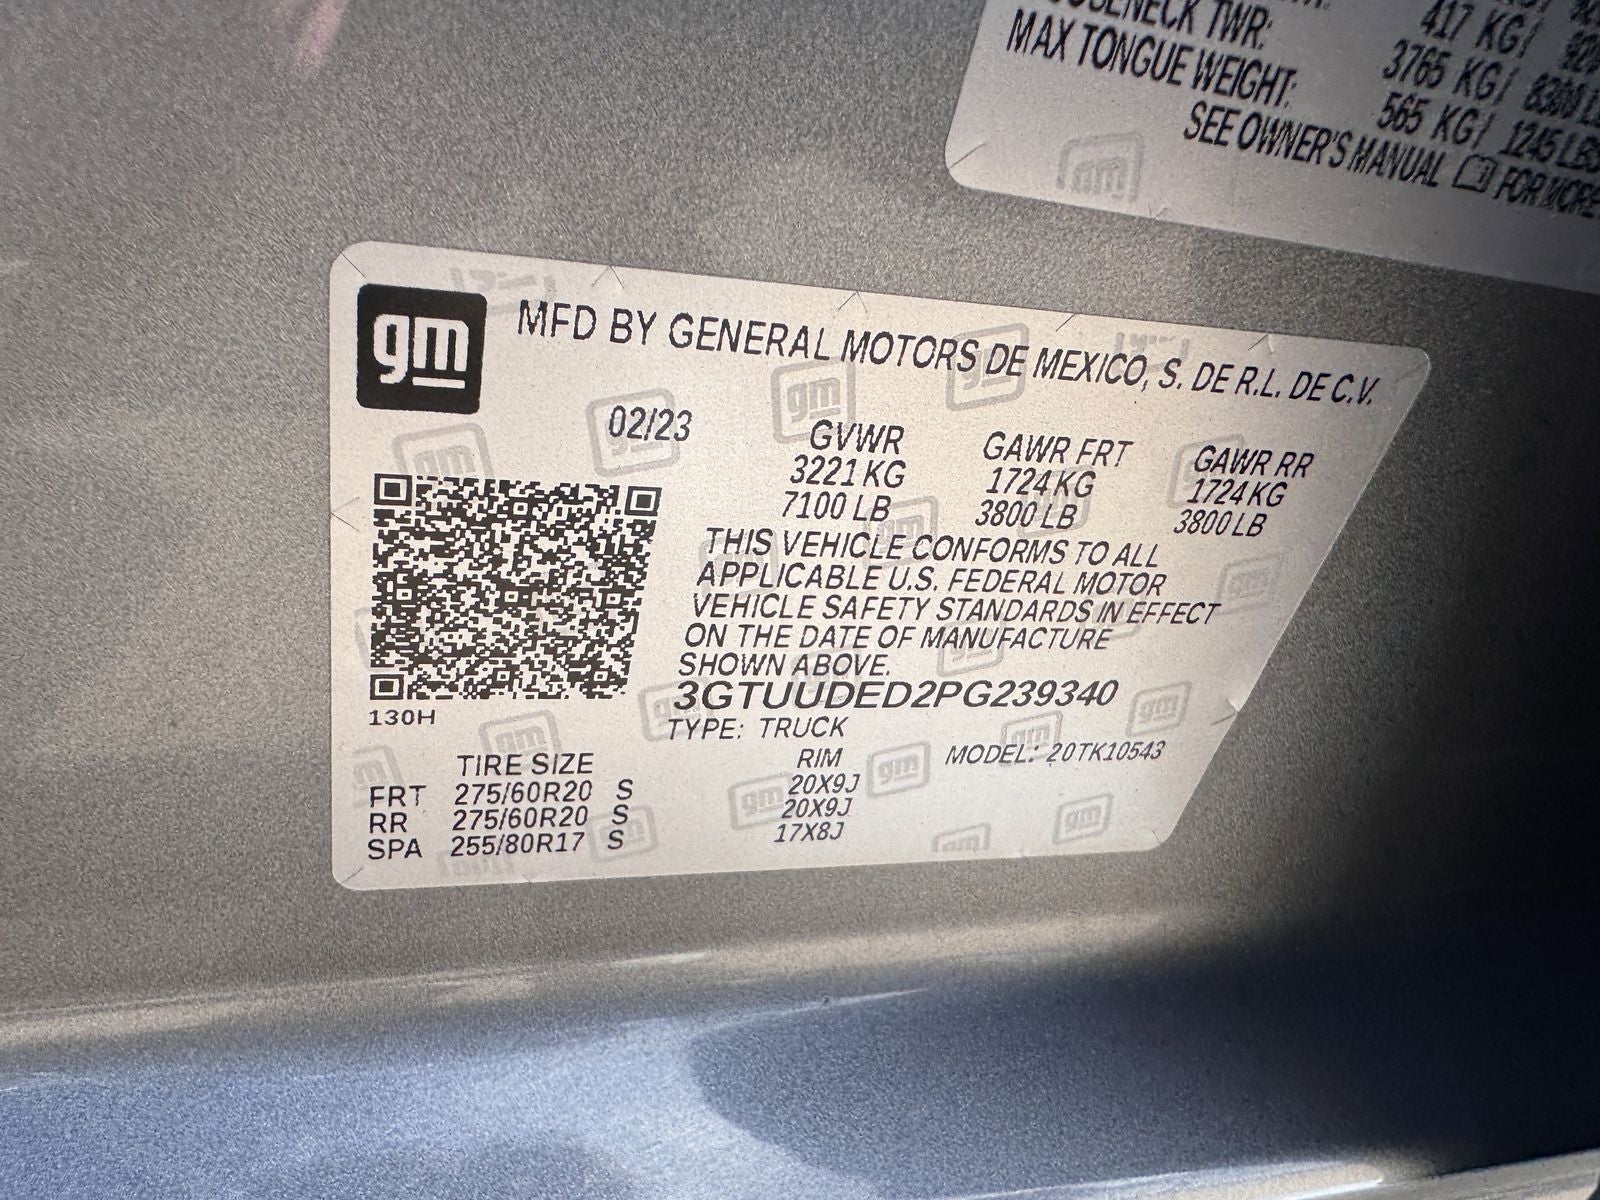 TWR: 417 KG/
3765 KG/
MAX TONGUE WEIGHT: 565 KG/ 1245 LBS
SEE OWNER'S MANUAL FOR MORE
gm
gm
MFD BY GENERAL MOTORS DE MEXICO, S. DE R.L. DE C.V.
02/23
GVWR GAWR FRT GAWR RR
3221 KG 1724 KG 1724 KG
7100 LB 3800 LB 3800 LB
THIS VEHICLE CONFORMS TO ALL
APPLICABLE U.S. FEDERAL MOTOR
VEHICLE SAFETY STANDARDS IN EFFECT
ON THE DATE OF MANUFACTURE
SHOWN ABOVE.
3GTUUDED2PG239340
130H
TYPE: TRUCK
MODEL: 20TK10543
TIRE SIZE RIM
FRT 275/60R20 S 20X9J
RR 275/60R20 S 20X9J
SPA 255/80R17 S 17X8J